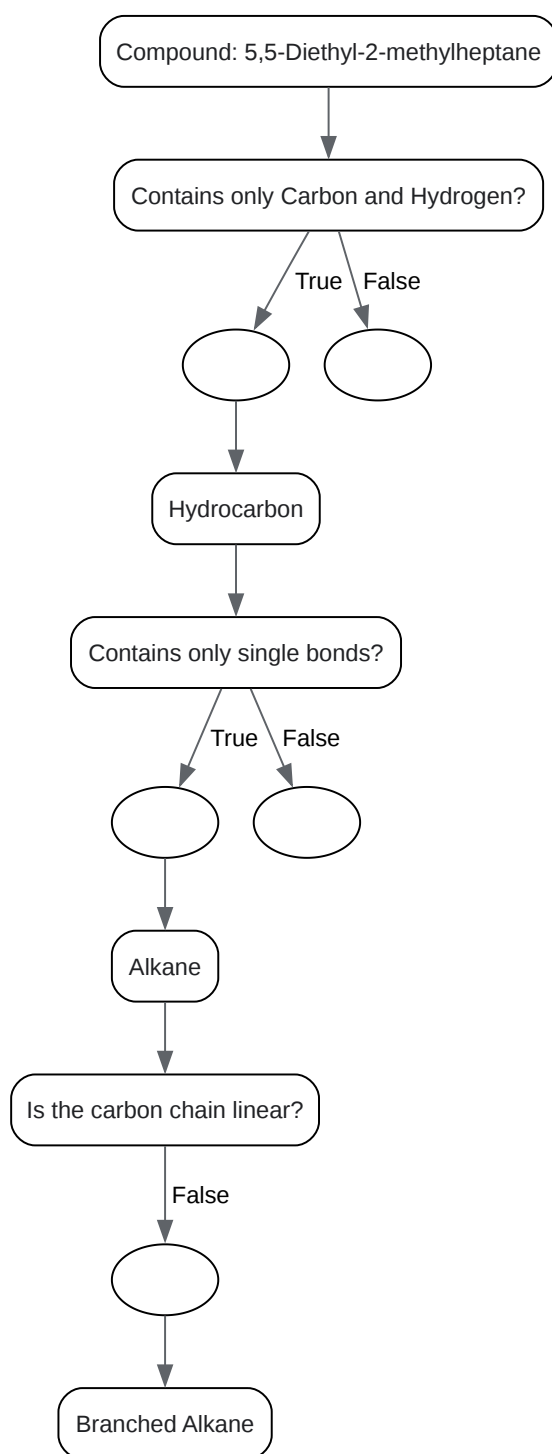 Compound: 5,5-Diethyl-2-methylheptane
Contains only Carbon and Hydrogen?
True False
Hydrocarbon
Contains only single bonds?
True False
Alkane
Is the carbon chain linear?
False
Branched Alkane